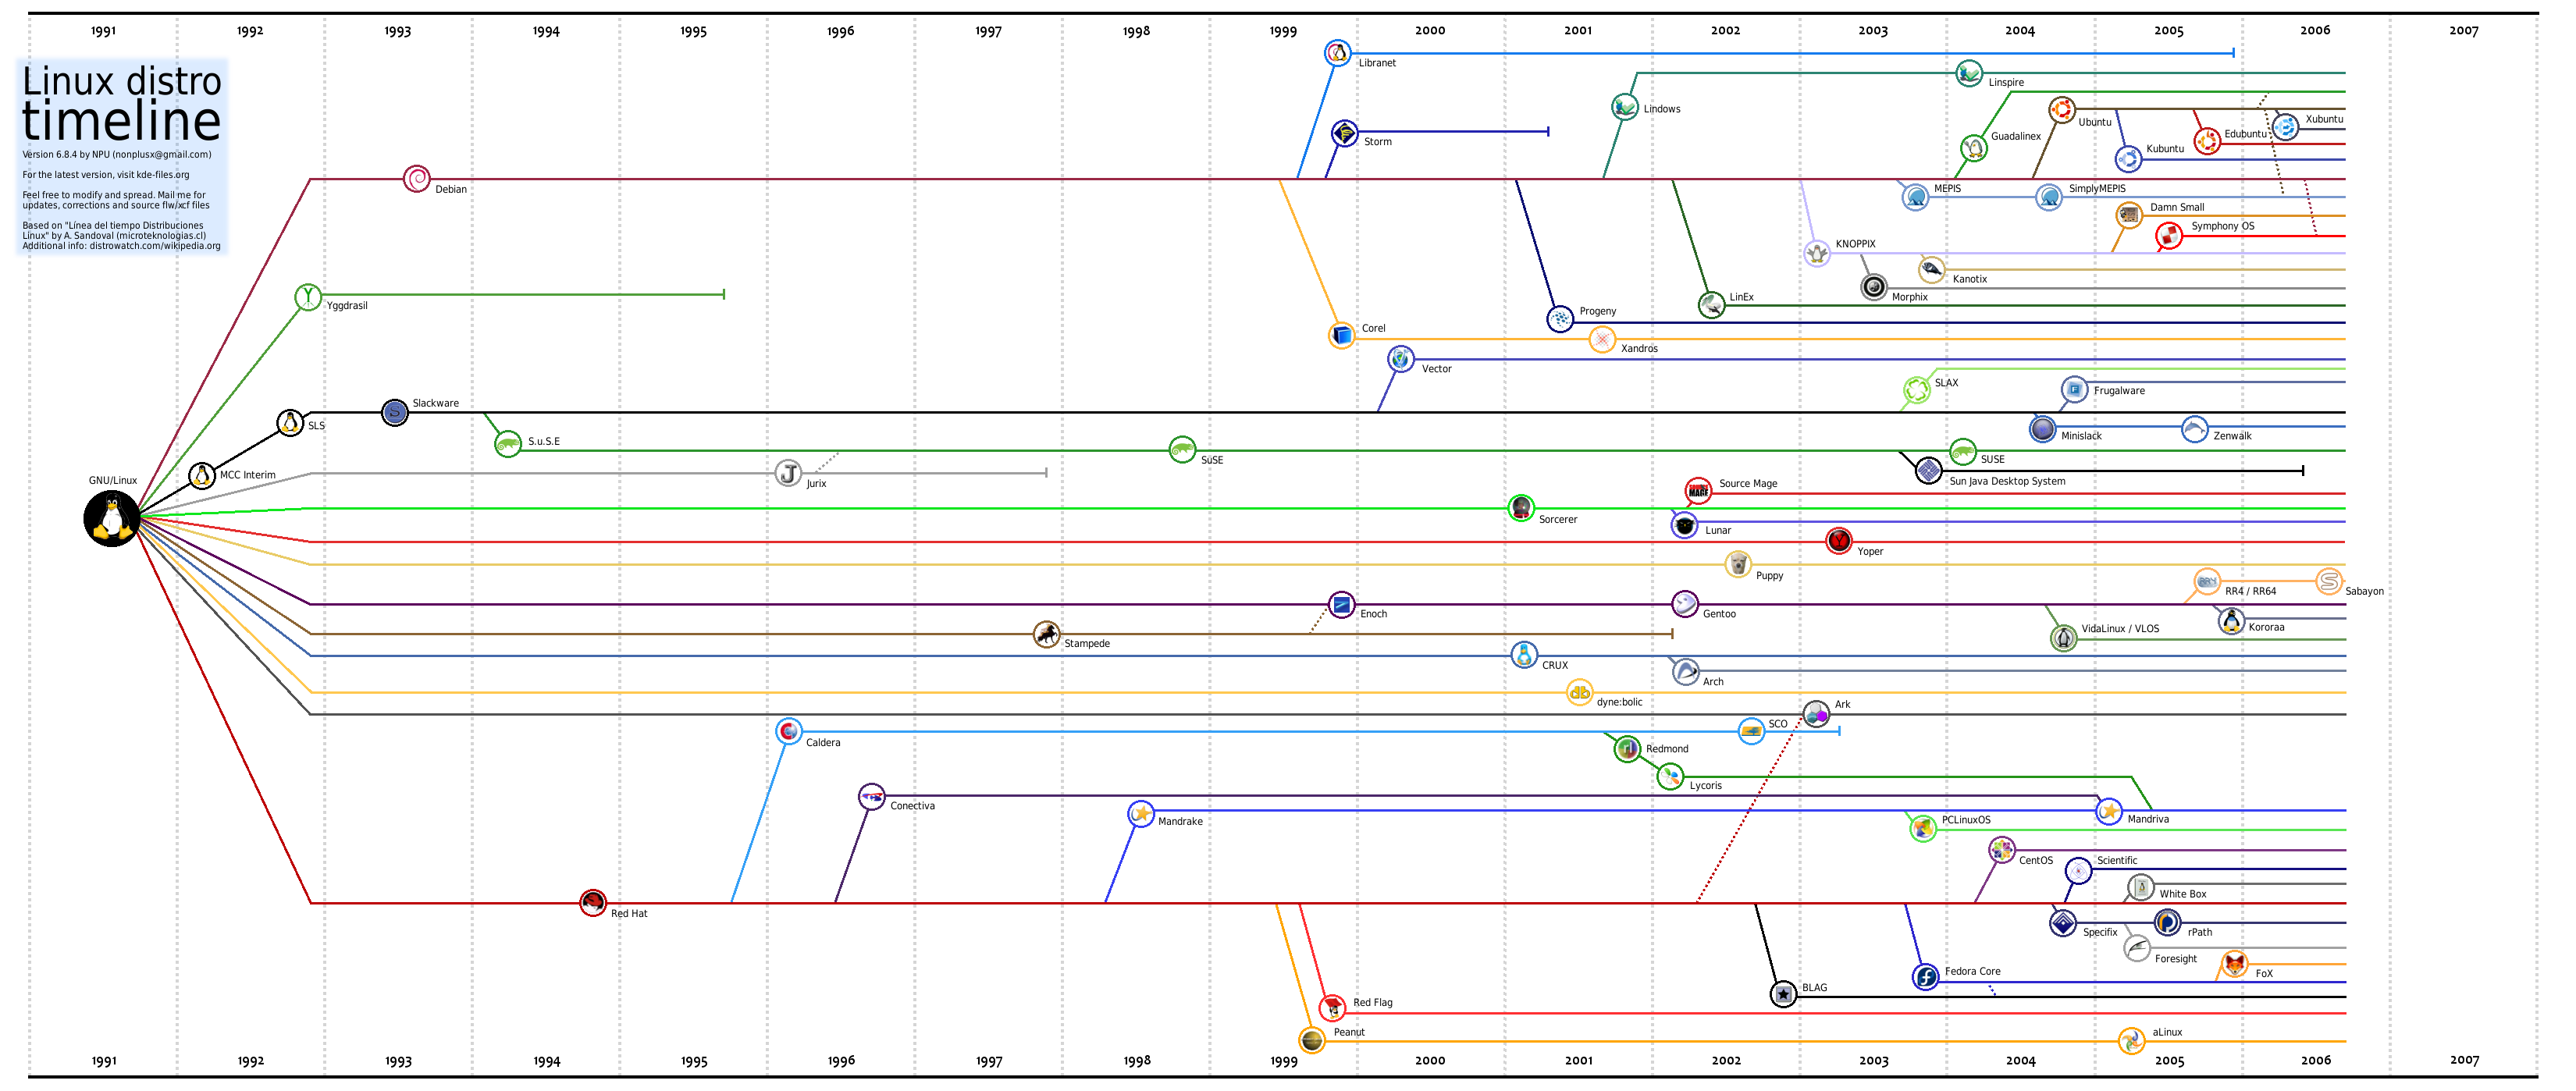 1991 1992 1993 1994 1995 1996 1997 1998 1999 2000 2001 2002 2003 2004 2005 2006 2007
Linux distro
timeline
Version 6.8.4 by NPU (nonplusx@gmail.com)
For the latest version, visit kde-files.org
Feel free to modify and spread. Mail me for
updates, corrections and source flw/xcf files
Based on "Línea del tiempo Distribuciones
Linux" by A. Sandoval (microteknologias.cl)
Additional info: distrowatch.com/wikipedia.org
Libranet
Linspire
Lindows
Storm
Guadalinex
Ubuntu
Xubuntu
Edubuntu
Kubuntu
Debian
MEPIS
SimplyMEPIS
Damn Small
Symphony OS
KNOPPIX
Kanotix
Morphix
LinEx
Yggdrasil
Progeny
Corel
Xandros
Vector
SLAX
Frugalware
Slackware
SLS
Minislack
Zenwalk
S.u.S.E
SuSE
SUSE
MCC Interim
GNU/Linux
Jurix
Sun Java Desktop System
Source Mage
Sorcerer
Lunar
Yoper
Puppy
RR4 / RR64
Sabayon
Enoch
Gentoo
VidaLinux / VLOS
Kororaa
Stampede
CRUX
Arch
dyne:bolic
Ark
SCO
Caldera
Redmond
Lycoris
Conectiva
Mandrake
Mandriva
PCLinuxOS
CentOS
Scientific
White Box
Red Hat
Specifix
rPath
Foresight
FoX
Fedora Core
BLAG
Red Flag
Peanut
aLinux
1991 1992 1993 1994 1995 1996 1997 1998 1999 2000 2001 2002 2003 2004 2005 2006 2007